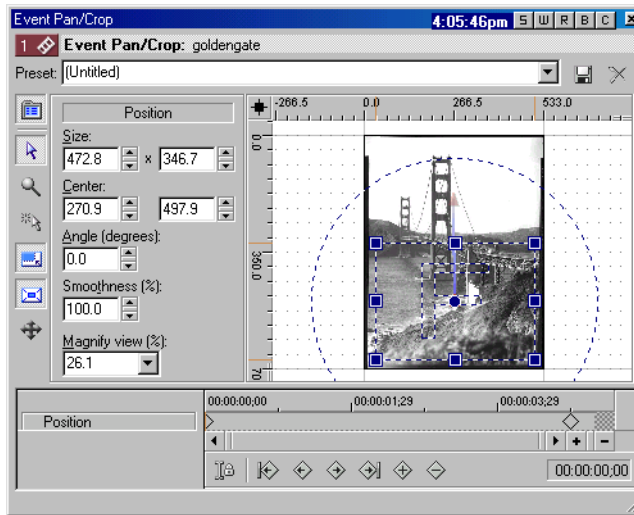 Event Pan/Crop
4:05:46pm S W R B C
1 Event Pan/Crop: goldengate
Preset: (Untitled)
Position
-266.5 0.0 266.5 533.0
Size:
472.8 x 346.7
Center:
270.9 497.9
Angle (degrees):
0.0
Smoothness (%):
100.0
Magnify view (%):
26.1
0.0
350.0
70
00:00:00;00 00:00:01;29 00:00:03;29
Position
00:00:00;00